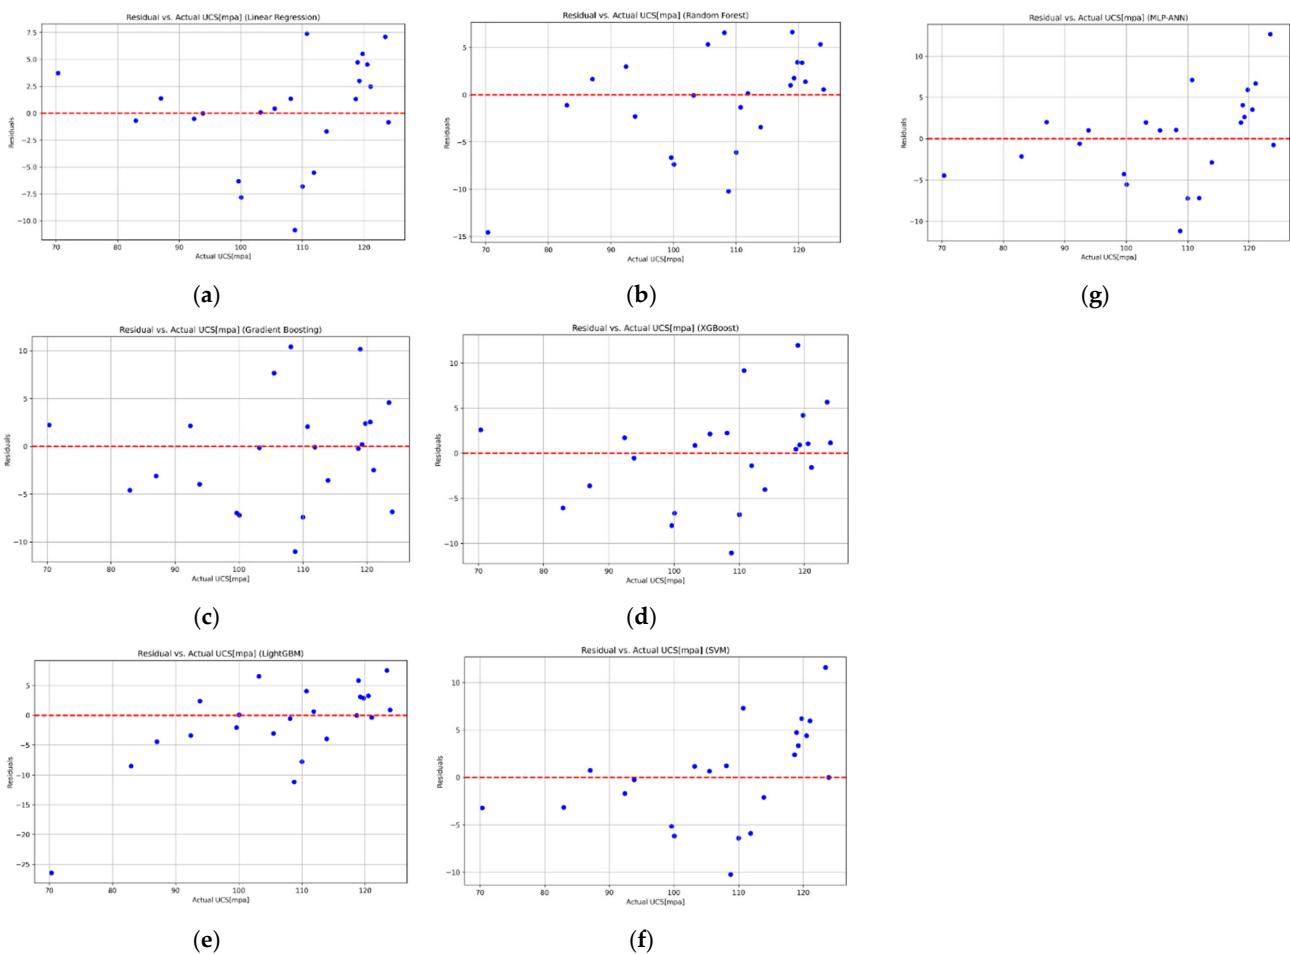 Residual vs. Actual UCS[mpa] (Linear Regression)
7.5
5.0
2.5
0.0
−2.5
−5.0
−7.5
−10.0
Residuals
70 80 90 100 110 120
Actual UCS[mpa]
(a)
Residual vs. Actual UCS[mpa] (Random Forest)
5
0
−5
−10
−15
Residuals
70 80 90 100 110 120
Actual UCS[mpa]
(b)
Residual vs. Actual UCS[mpa] (MLP-ANN)
10
5
0
−5
−10
Residuals
70 80 90 100 110 120
Actual UCS[mpa]
(g)
Residual vs. Actual UCS[mpa] (Gradient Boosting)
10
5
0
−5
−10
Residuals
70 80 90 100 110 120
Actual UCS[mpa]
(c)
Residual vs. Actual UCS[mpa] (XGBoost)
10
5
0
−5
−10
Residuals
70 80 90 100 110 120
Actual UCS[mpa]
(d)
Residual vs. Actual UCS[mpa] (LightGBM)
5
0
−5
−10
−15
−20
−25
Residuals
70 80 90 100 110 120
Actual UCS[mpa]
(e)
Residual vs. Actual UCS[mpa] (SVM)
10
5
0
−5
−10
Residuals
70 80 90 100 110 120
Actual UCS[mpa]
(f)